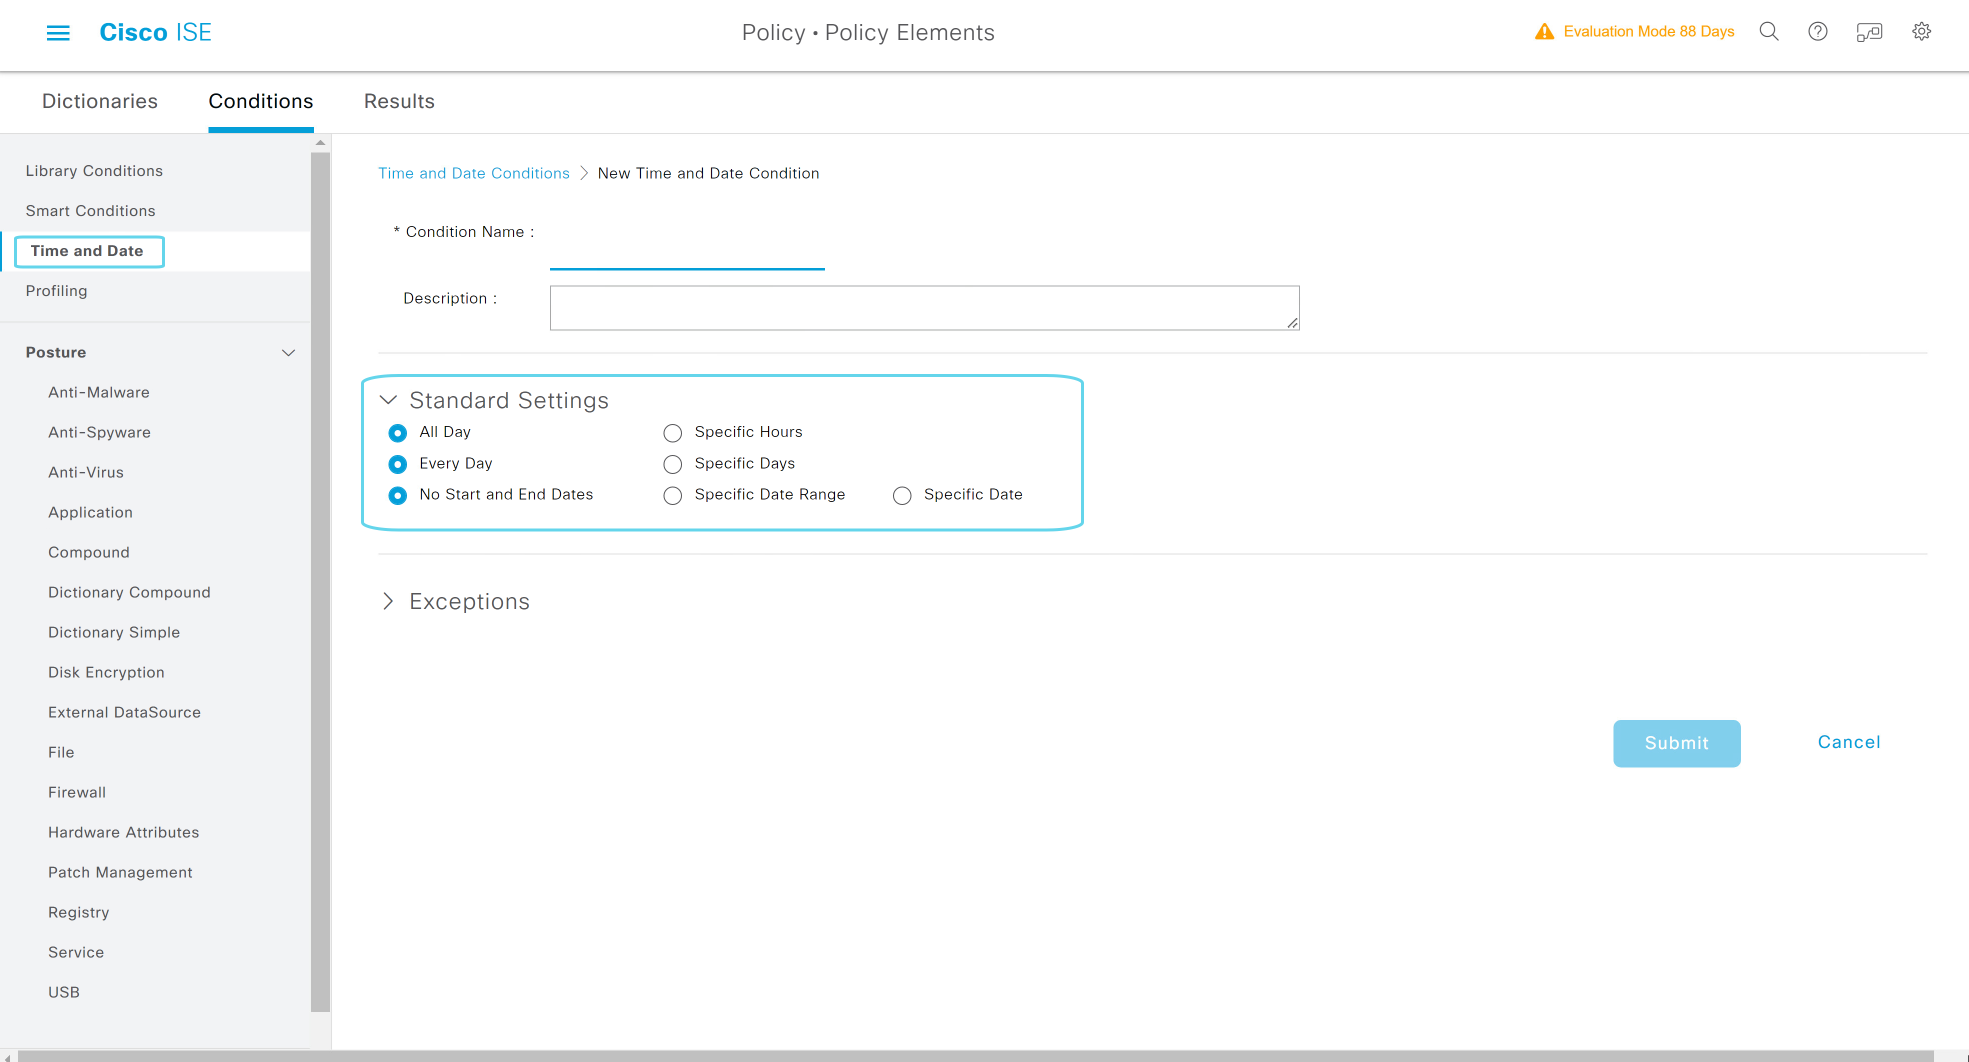 Cisco ISE
Policy • Policy Elements
Evaluation Mode 88 Days
Dictionaries
Conditions
Results
Library Conditions
Smart Conditions
Time and Date
Profiling
Posture
Anti-Malware
Anti-Spyware
Anti-Virus
Application
Compound
Dictionary Compound
Dictionary Simple
Disk Encryption
External DataSource
File
Firewall
Hardware Attributes
Patch Management
Registry
Service
USB
Time and Date Conditions > New Time and Date Condition
* Condition Name :
Description :
Standard Settings
All Day Specific Hours
Every Day Specific Days
No Start and End Dates Specific Date Range Specific Date
Exceptions
Submit Cancel